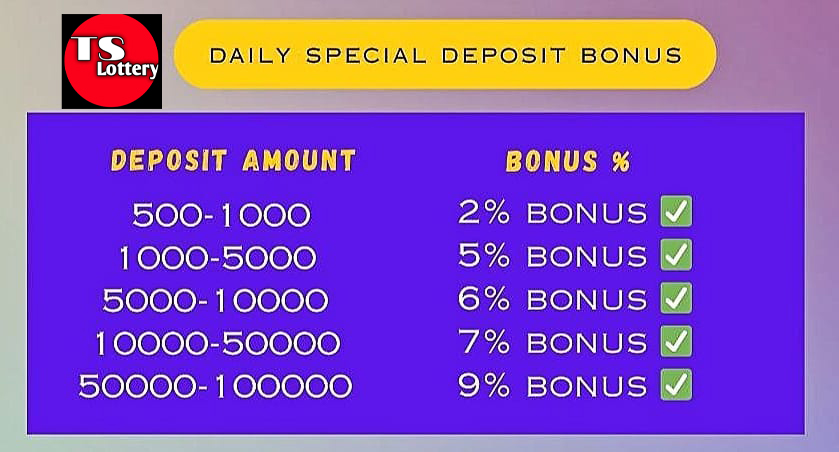 TS
Lottery
DAILY SPECIAL DEPOSIT BONUS
DEPOSIT AMOUNT BONUS %
500-1000 2% BONUS ✅
1000-5000 5% BONUS ✅
5000-10000 6% BONUS ✅
10000-50000 7% BONUS ✅
50000-100000 9% BONUS ✅